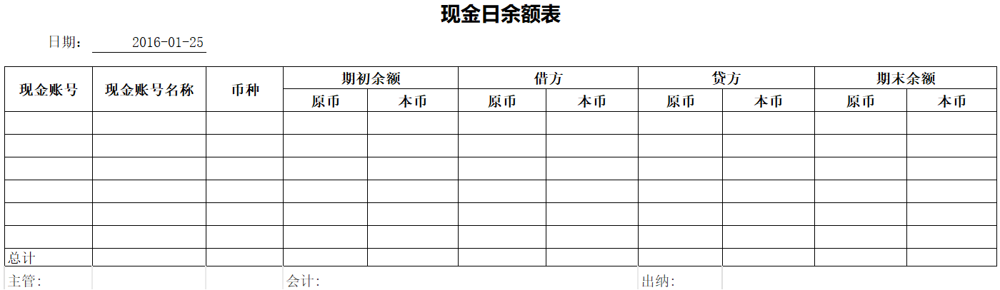 现金日余额表
日期： 2016-01-25
现金账号 现金账号名称 币种 期初余额 借方 贷方 期末余额
原币 本币 原币 本币 原币 本币 原币 本币
总计
主管: 会计: 出纳: